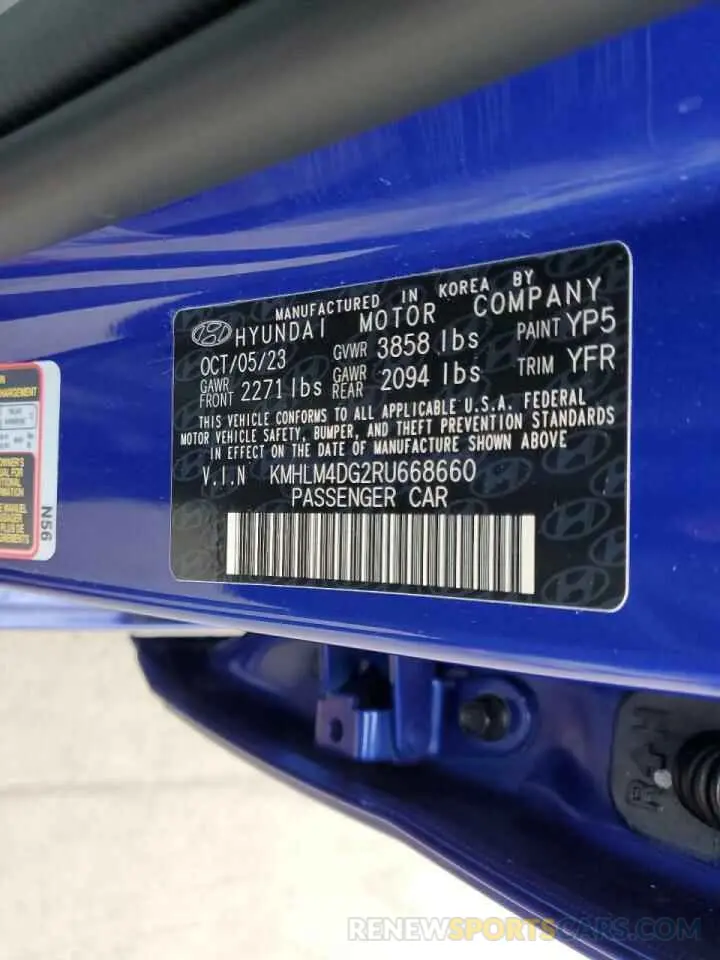 MANUFACTURED IN KOREA BY
HYUNDAI MOTOR COMPANY
OCT/05/23 GVWR 3858 lbs PAINT YP5
GAWR FRONT 2271 lbs GAWR REAR 2094 lbs TRIM YFR
THIS VEHICLE CONFORMS TO ALL APPLICABLE U.S.A. FEDERAL
MOTOR VEHICLE SAFETY, BUMPER, AND THEFT PREVENTION STANDARDS
IN EFFECT ON THE DATE OF MANUFACTURE SHOWN ABOVE
V.I.N KMHLM4DG2RU668660
PASSENGER CAR
N56
R
H
RENEWSPORTSCARS.COM